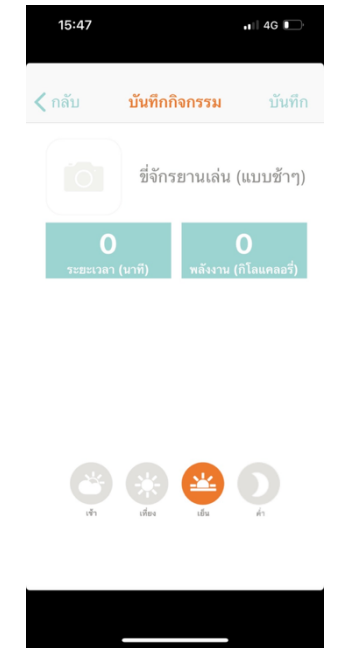 15:47
4G
กลับ
บันทึกกิจกรรม
บันทึก
ขี่จักรยานเล่น (แบบช้าๆ)
0
ระยะเวลา (นาที)
0
พลังงาน (กิโลแคลอรี่)
เช้า
เที่ยง
เย็น
ค่ำ